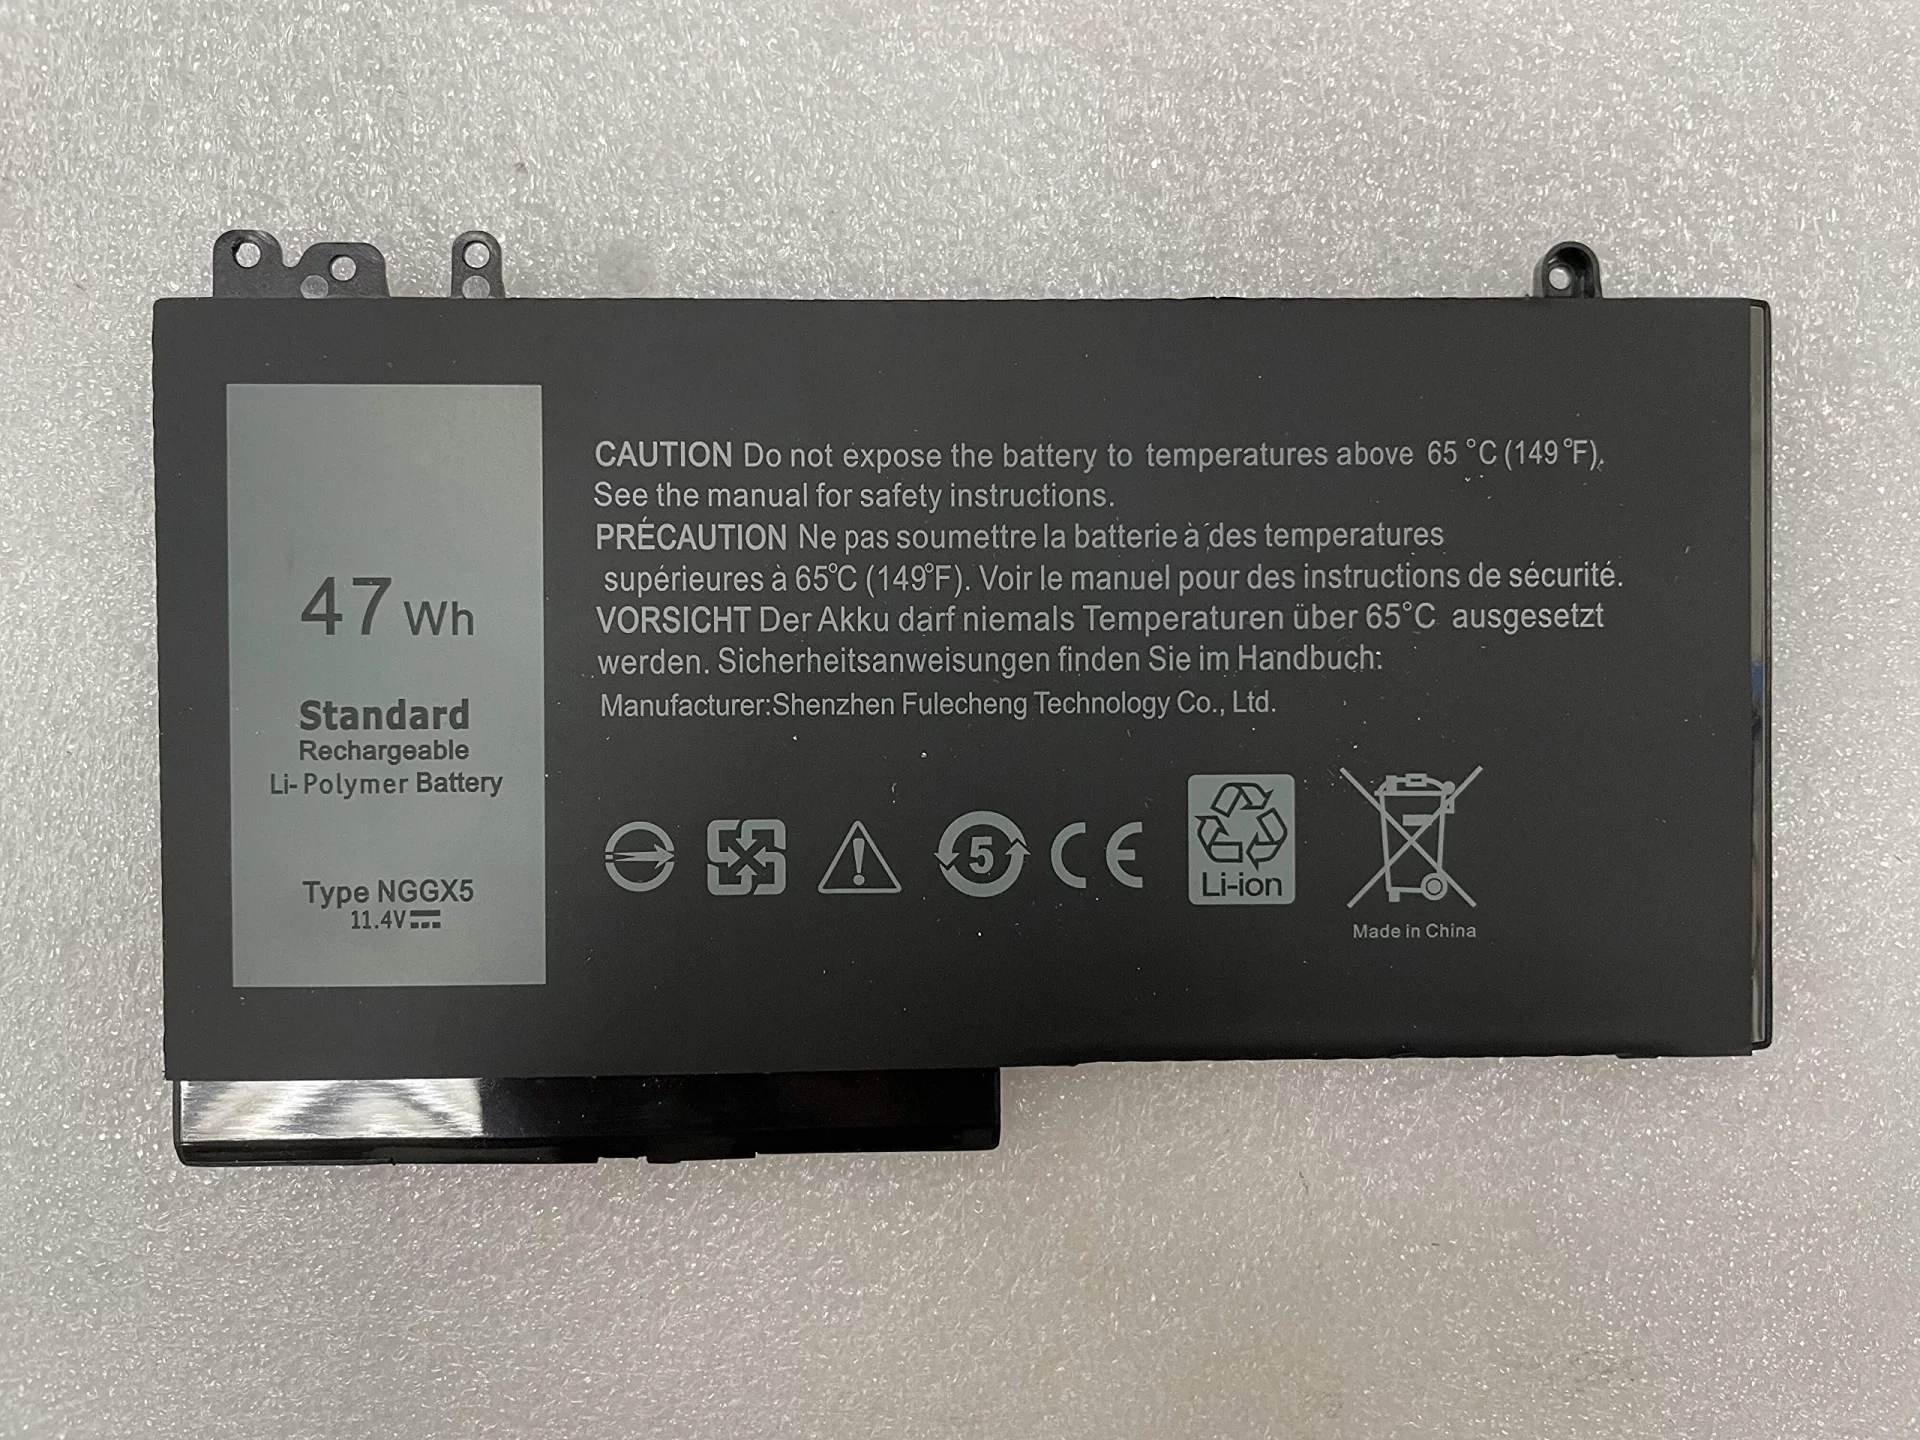 47 Wh
Standard
Rechargeable
Li-Polymer Battery
Type NGGX5
11.4V
CAUTION Do not expose the battery to temperatures above 65 °C (149 °F).
See the manual for safety instructions.
PRÉCAUTION Ne pas soumettre la batterie à des temperatures
supérieures à 65°C (149°F). Voir le manuel pour des instructions de sécurité.
VORSICHT Der Akku darf niemals Temperaturen über 65°C ausgesetzt
werden. Sicherheitsanweisungen finden Sie im Handbuch:
Manufacturer:Shenzhen Fulecheng Technology Co., Ltd.
5
CE
Li-ion
Made in China